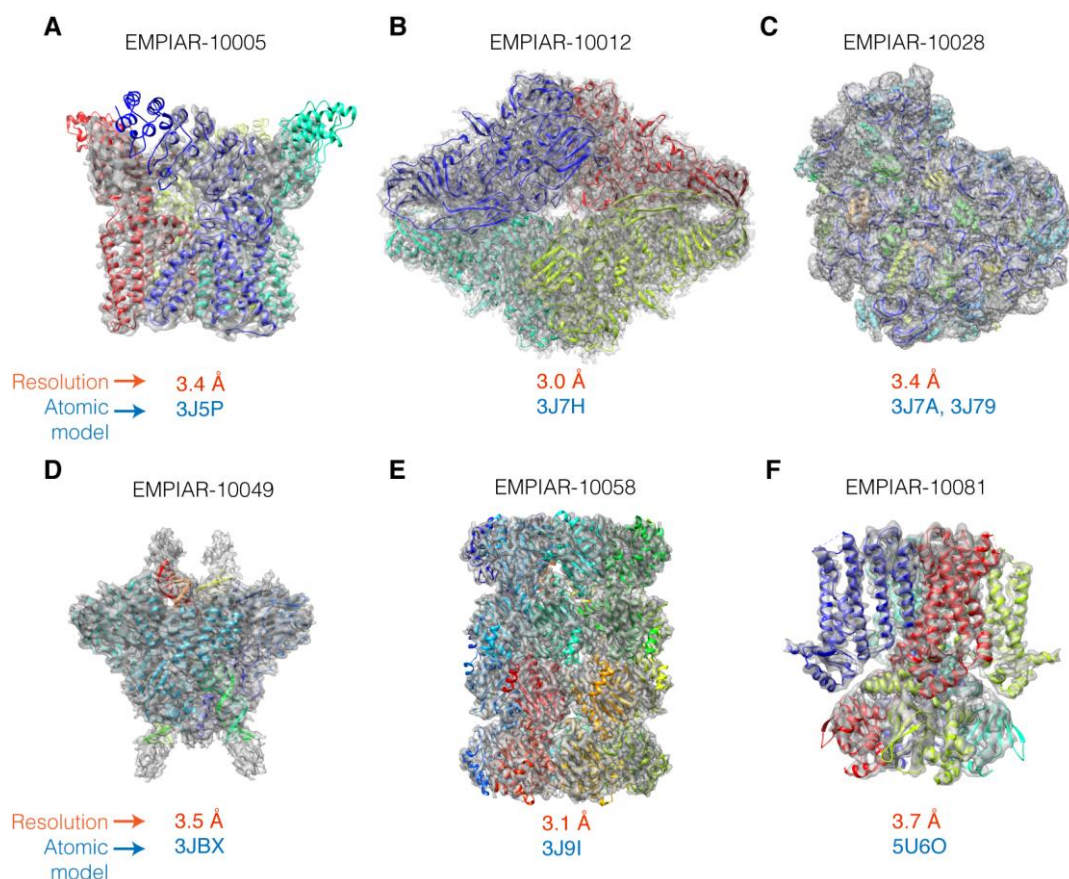 A
EMPIAR-10005
B
EMPIAR-10012
C
EMPIAR-10028
Resolution
3.4 Å
3.0 Å
3.4 Å
Atomic
model
3J5P
3J7H
3J7A, 3J79
D
EMPIAR-10049
E
EMPIAR-10058
F
EMPIAR-10081
Resolution
3.5 Å
3.1 Å
3.7 Å
Atomic
model
3JBX
3J9I
5U6O